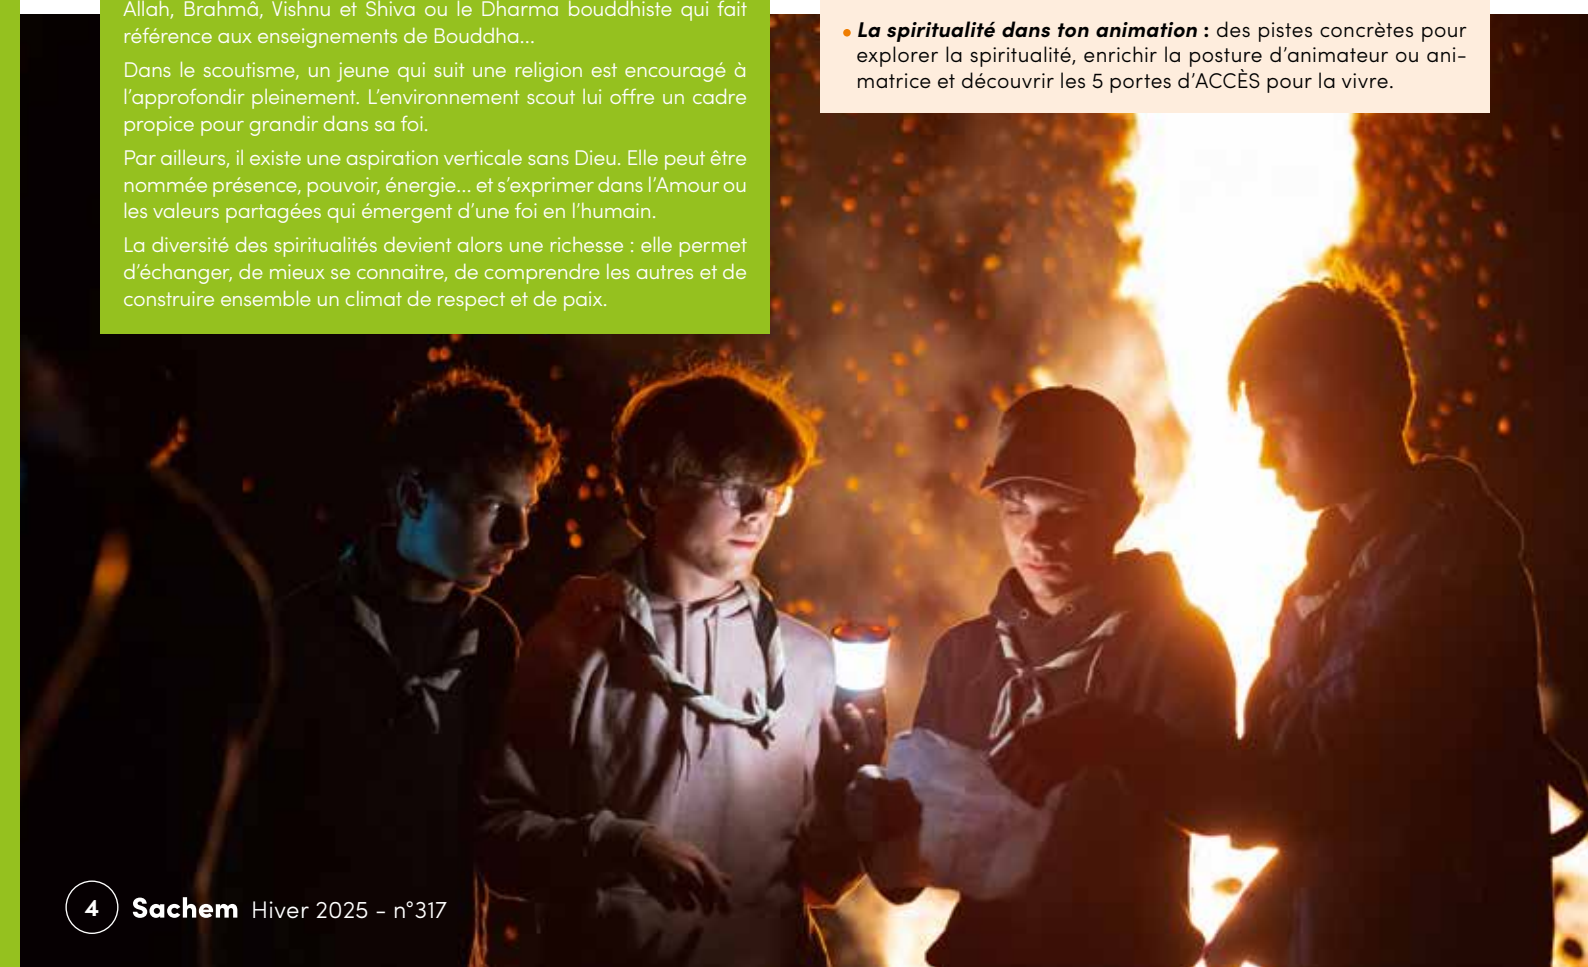 Allah, Brahmâ, Vishnu et Shiva ou le Dharma bouddhiste qui fait
référence aux enseignements de Bouddha...
Dans le scoutisme, un jeune qui suit une religion est encouragé à
l'approfondir pleinement. L'environnement scout lui offre un cadre
propice pour grandir dans sa foi.
Par ailleurs, il existe une aspiration verticale sans Dieu. Elle peut être
nommée présence, pouvoir, énergie... et s'exprimer dans l'Amour ou
les valeurs partagées qui émergent d'une foi en l'humain.
La diversité des spiritualités devient alors une richesse : elle permet
d'échanger, de mieux se connaitre, de comprendre les autres et de
construire ensemble un climat de respect et de paix.
• La spiritualité dans ton animation : des pistes concrètes pour
explorer la spiritualité, enrichir la posture d'animateur ou ani-
matrice et découvrir les 5 portes d'ACCÈS pour la vivre.
4 Sachem Hiver 2025 - n°317